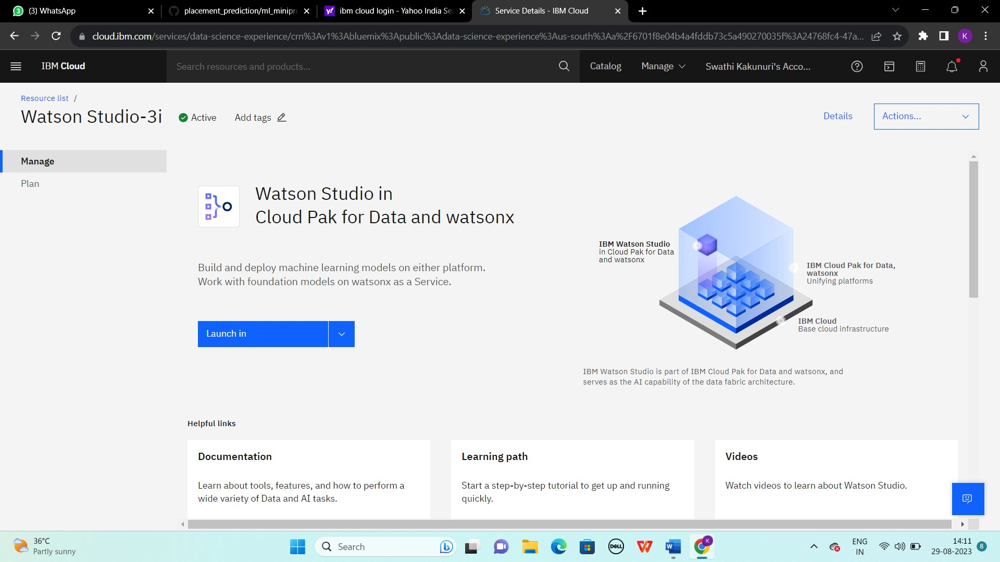 (3) WhatsApp
placement_prediction/ml_minipro
ibm cloud login - Yahoo India Sea
Service Details - IBM Cloud
cloud.ibm.com/services/data-science-experience/crn%3Av1%3Abluemix%3Apublic%3Adata-science-experience%3Aus-south%3Aa%2F6701f8e04b4a4fddb73c5a490270035f%3A24768fc4-47a...
K
IBM Cloud
Search resources and products...
Catalog
Manage
Swathi Kakunuri's Acco...
Resource list /
Watson Studio-3i
Active
Add tags
Details
Actions...
Manage
Plan
Watson Studio in
Cloud Pak for Data and watsonx
Build and deploy machine learning models on either platform.
Work with foundation models on watsonx as a Service.
Launch in
IBM Watson Studio
in Cloud Pak for Data
and watsonx
IBM Cloud Pak for Data,
watsonx
Unifying platforms
IBM Cloud
Base cloud infrastructure
IBM Watson Studio is part of IBM Cloud Pak for Data and watsonx, and
serves as the AI capability of the data fabric architecture.
Helpful links
Documentation
Learn about tools, features, and how to perform a
wide variety of Data and AI tasks.
Learning path
Start a step-by-step tutorial to get up and running
quickly.
Videos
Watch videos to learn about Watson Studio.
36°C
Partly sunny
Search
DELL
W
K
ENG
IN
14:11
29-08-2023
8